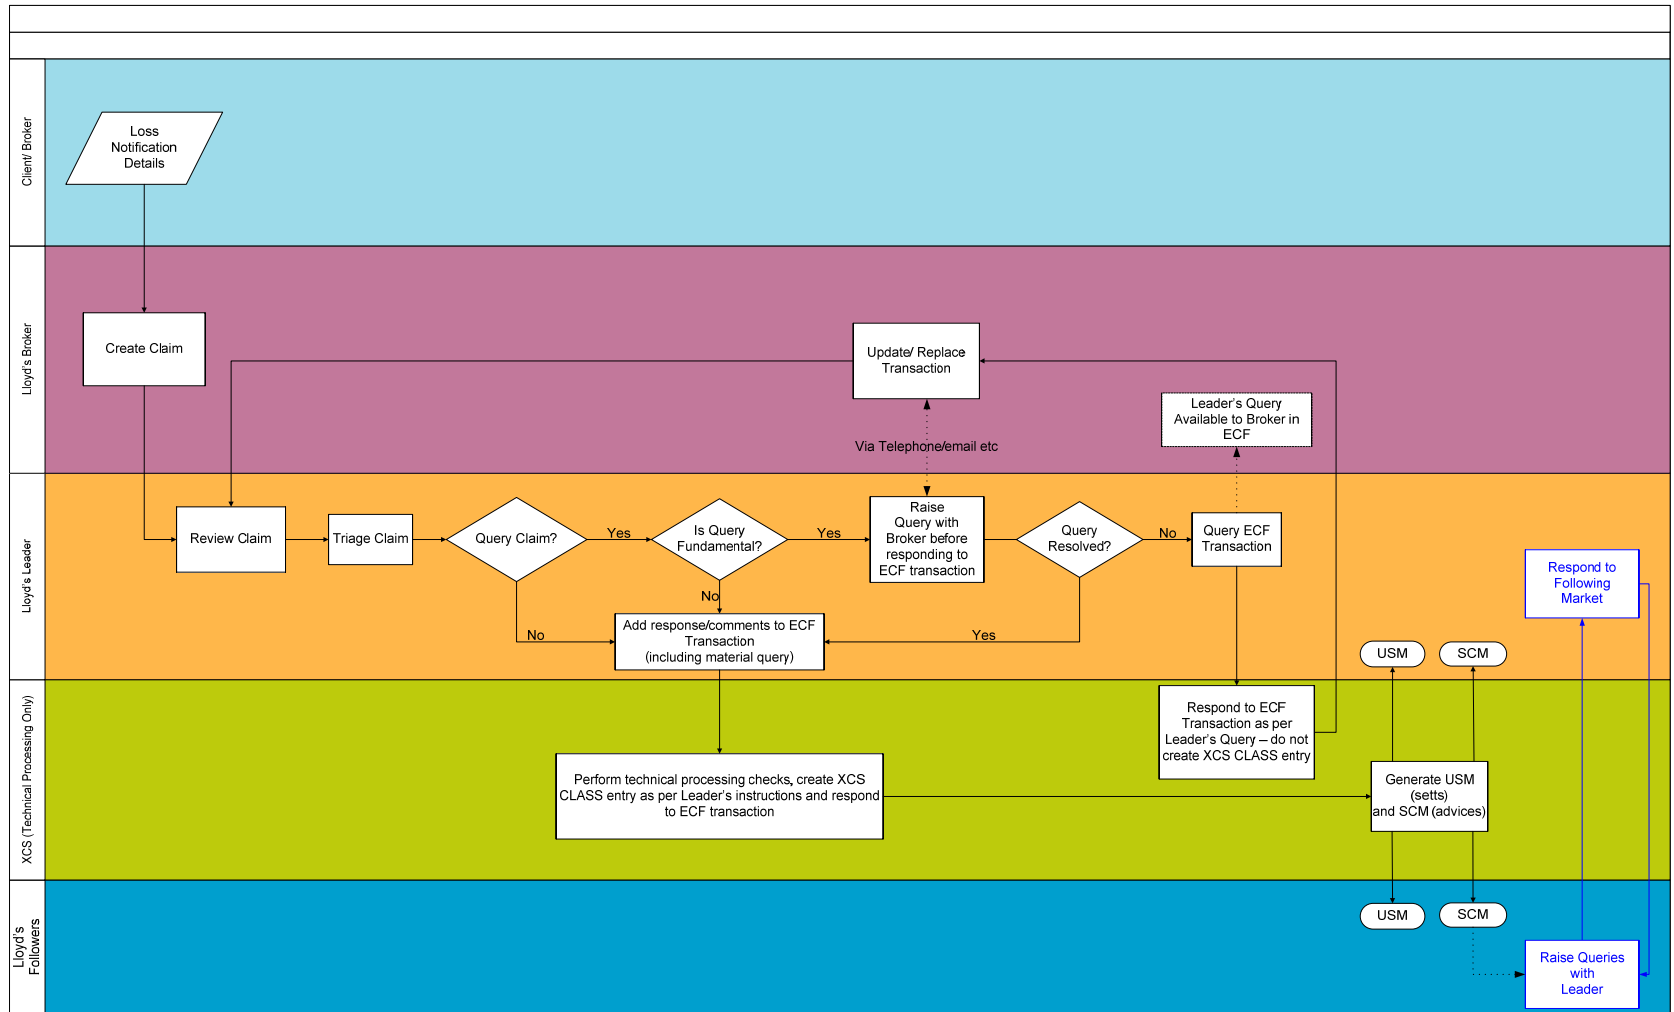 Client/ Broker
Loss
Notification
Details
Lloyd's Broker
Create Claim
Update/ Replace
Transaction
Leader's Query
Available to Broker in
ECF
Via Telephone/email etc
Lloyd's Leader
Review Claim
Triage Claim
Query Claim?
Yes
Is Query
Fundamental?
Yes
Raise
Query with
Broker before
responding to
ECF transaction
Query
Resolved?
No
Query ECF
Transaction
Respond to
Following
Market
No
No
Add response/comments to ECF
Transaction
(including material query)
Yes
USM
SCM
XCS (Technical Processing Only)
Respond to ECF
Transaction as per
Leader's Query – do not
create XCS CLASS entry
Perform technical processing checks, create XCS
CLASS entry as per Leader's instructions and respond
to ECF transaction
Generate USM
(setts)
and SCM (advices)
Lloyd's
Followers
USM
SCM
Raise Queries
with
Leader